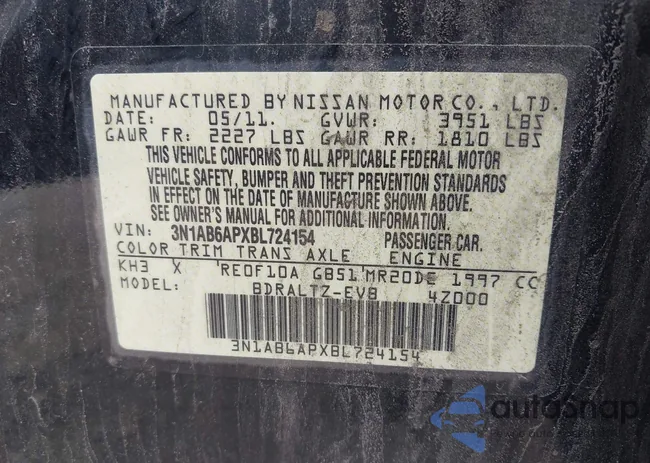 MANUFACTURED BY NISSAN MOTOR CO., LTD.
DATE: 05/11. GVWR: 3951 LBS
GAWR FR: 2227 LBS GAWR RR: 1810 LBS
THIS VEHICLE CONFORMS TO ALL APPLICABLE FEDERAL MOTOR
VEHICLE SAFETY, BUMPER AND THEFT PREVENTION STANDARDS
IN EFFECT ON THE DATE OF MANUFACTURE SHOWN ABOVE.
SEE OWNER'S MANUAL FOR ADDITIONAL INFORMATION.
VIN: 3N1AB6APXBL724154 PASSENGER CAR.
COLOR TRIM TRANS AXLE ENGINE
KH3 X RE0F10A GB51 MR20DE 1997 CC
MODEL: BDRALTZ-EVB 4Z000
3N1AB6APXBL724154
autosnap